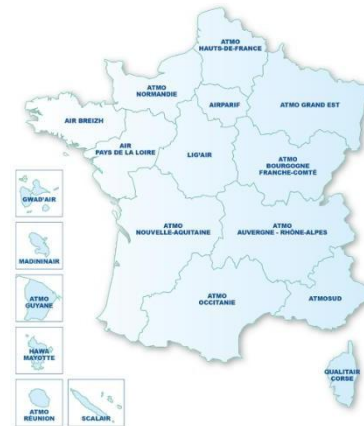 ATMO
HAUTS-DE-FRANCE
ATMO
NORMANDIE
AIRPARIF
ATMO GRAND EST
AIR BREIZH
AIR
PAYS DE LA LOIRE
LIG'AIR
ATMO
BOURGOGNE
FRANCHE-COMTÉ
GWAD'AIR
MADININAIR
ATMO
NOUVELLE-AQUITAINE
ATMO
AUVERGNE - RHÔNE-ALPES
ATMO
GUYANE
ATMO
OCCITANIE
ATMOSUD
HAWA
MAYOTTE
QUALITAIR
CORSE
ATMO
RÉUNION
SCALAIR